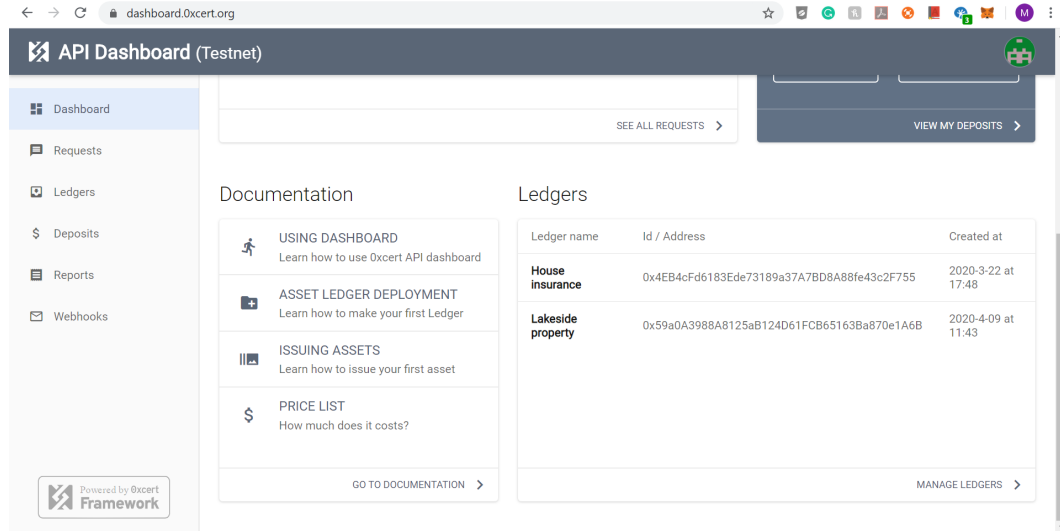 dashboard.0xcert.org
3
M
API Dashboard (Testnet)
Dashboard
Requests
Ledgers
Deposits
Reports
Webhooks
Powered by 0xcert
Framework
SEE ALL REQUESTS
VIEW MY DEPOSITS
Documentation
USING DASHBOARD
Learn how to use 0xcert API dashboard
ASSET LEDGER DEPLOYMENT
Learn how to make your first Ledger
ISSUING ASSETS
Learn how to issue your first asset
$ PRICE LIST
How much does it costs?
GO TO DOCUMENTATION
Ledgers
Ledger name Id / Address Created at
House
insurance
0x4EB4cFd6183Ede73189a37A7BD8A88fe43c2F755
2020-3-22 at
17:48
Lakeside
property
0x59a0A3988A8125aB124D61FCB65163Ba870e1A6B
2020-4-09 at
11:43
MANAGE LEDGERS